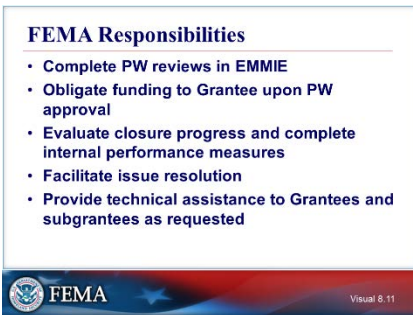 FEMA Responsibilities
• Complete PW reviews in EMMIE
• Obligate funding to Grantee upon PW
approval
• Evaluate closure progress and complete
internal performance measures
• Facilitate issue resolution
• Provide technical assistance to Grantees and
subgrantees as requested
FEMA
Visual 8.11